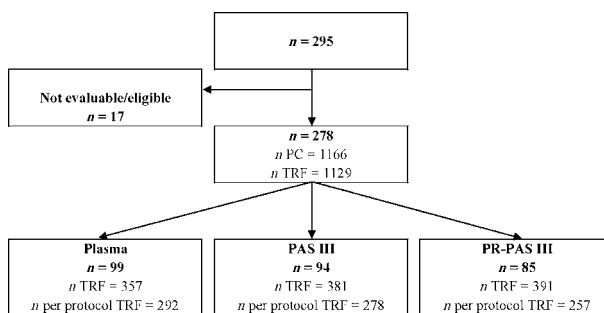 n = 295
Not evaluable/eligible
n = 17
n = 278
n PC = 1166
n TRF = 1129
Plasma
n = 99
n TRF = 357
n per protocol TRF = 292
PAS III
n = 94
n TRF = 381
n per protocol TRF = 278
PR-PAS III
n = 85
n TRF = 391
n per protocol TRF = 257